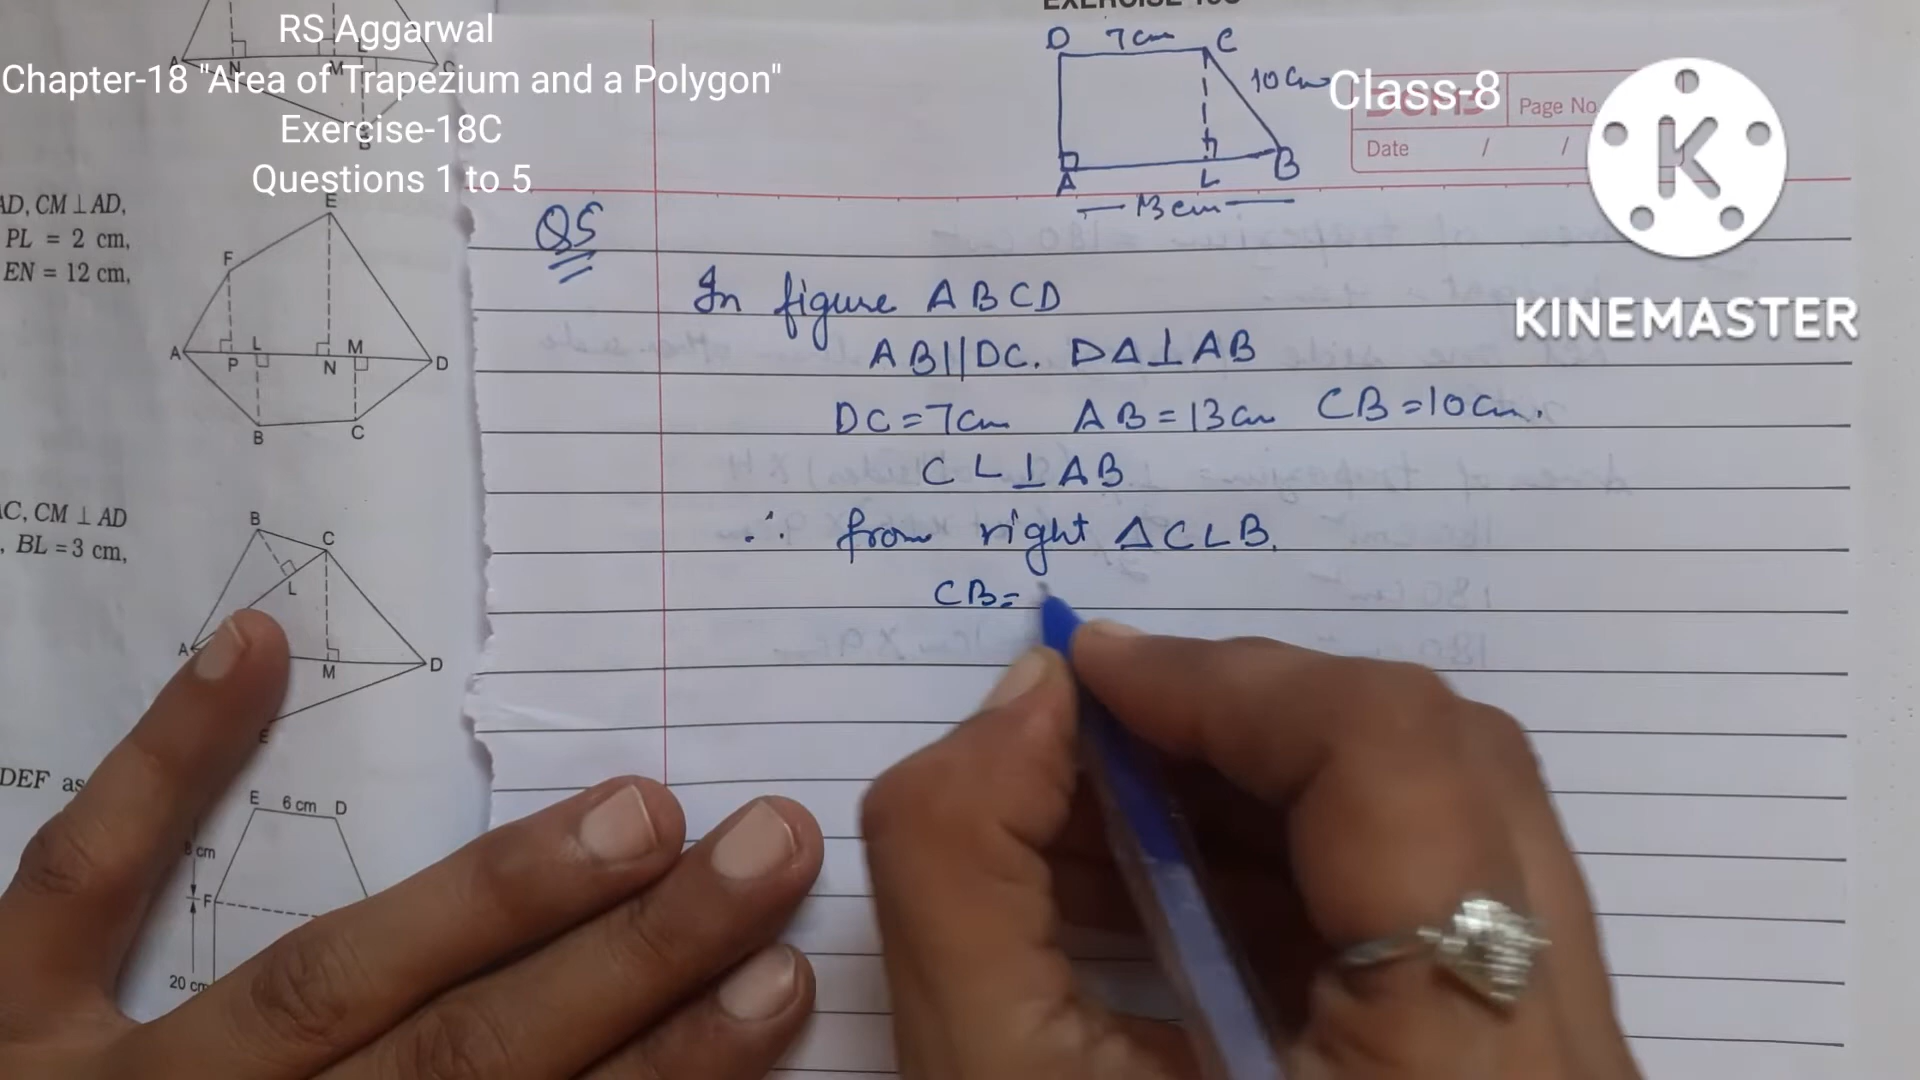 RS Aggarwal
Chapter-18 "Area of Trapezium and a Polygon"
Exercise-18C
Questions 1 to 5
Class-8
KINEMASTER
Page No.
Date / /
D 7cm C
10cm
A L B
13cm
Q5
In figure ABCD
AB||DC. DA⊥AB
DC=7cm AB=13cm CB=10cm.
CL⊥AB
∴ from right ΔCLB.
CB=
A N M L C
B
AD, CM ⊥ AD,
PL = 2 cm,
EN = 12 cm,
E
F
A P L N M D
B C
AC, CM ⊥ AD
, BL = 3 cm,
B
C
L
A M D
E
DEF as
E 6 cm D
8 cm
F
20 cm